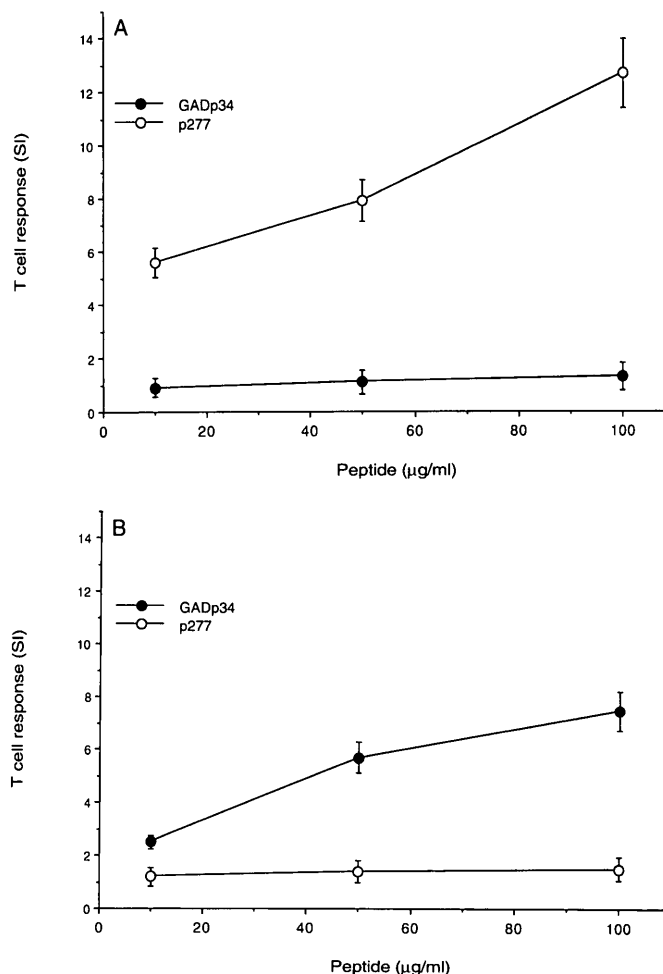 A
14
12
10
8
6
4
2
0
T cell response (SI)
GADp34
p277
0 20 40 60 80 100
Peptide (μg/ml)
B
14
12
10
8
6
4
2
0
T cell response (SI)
GADp34
p277
0 20 40 60 80 100
Peptide (μg/ml)